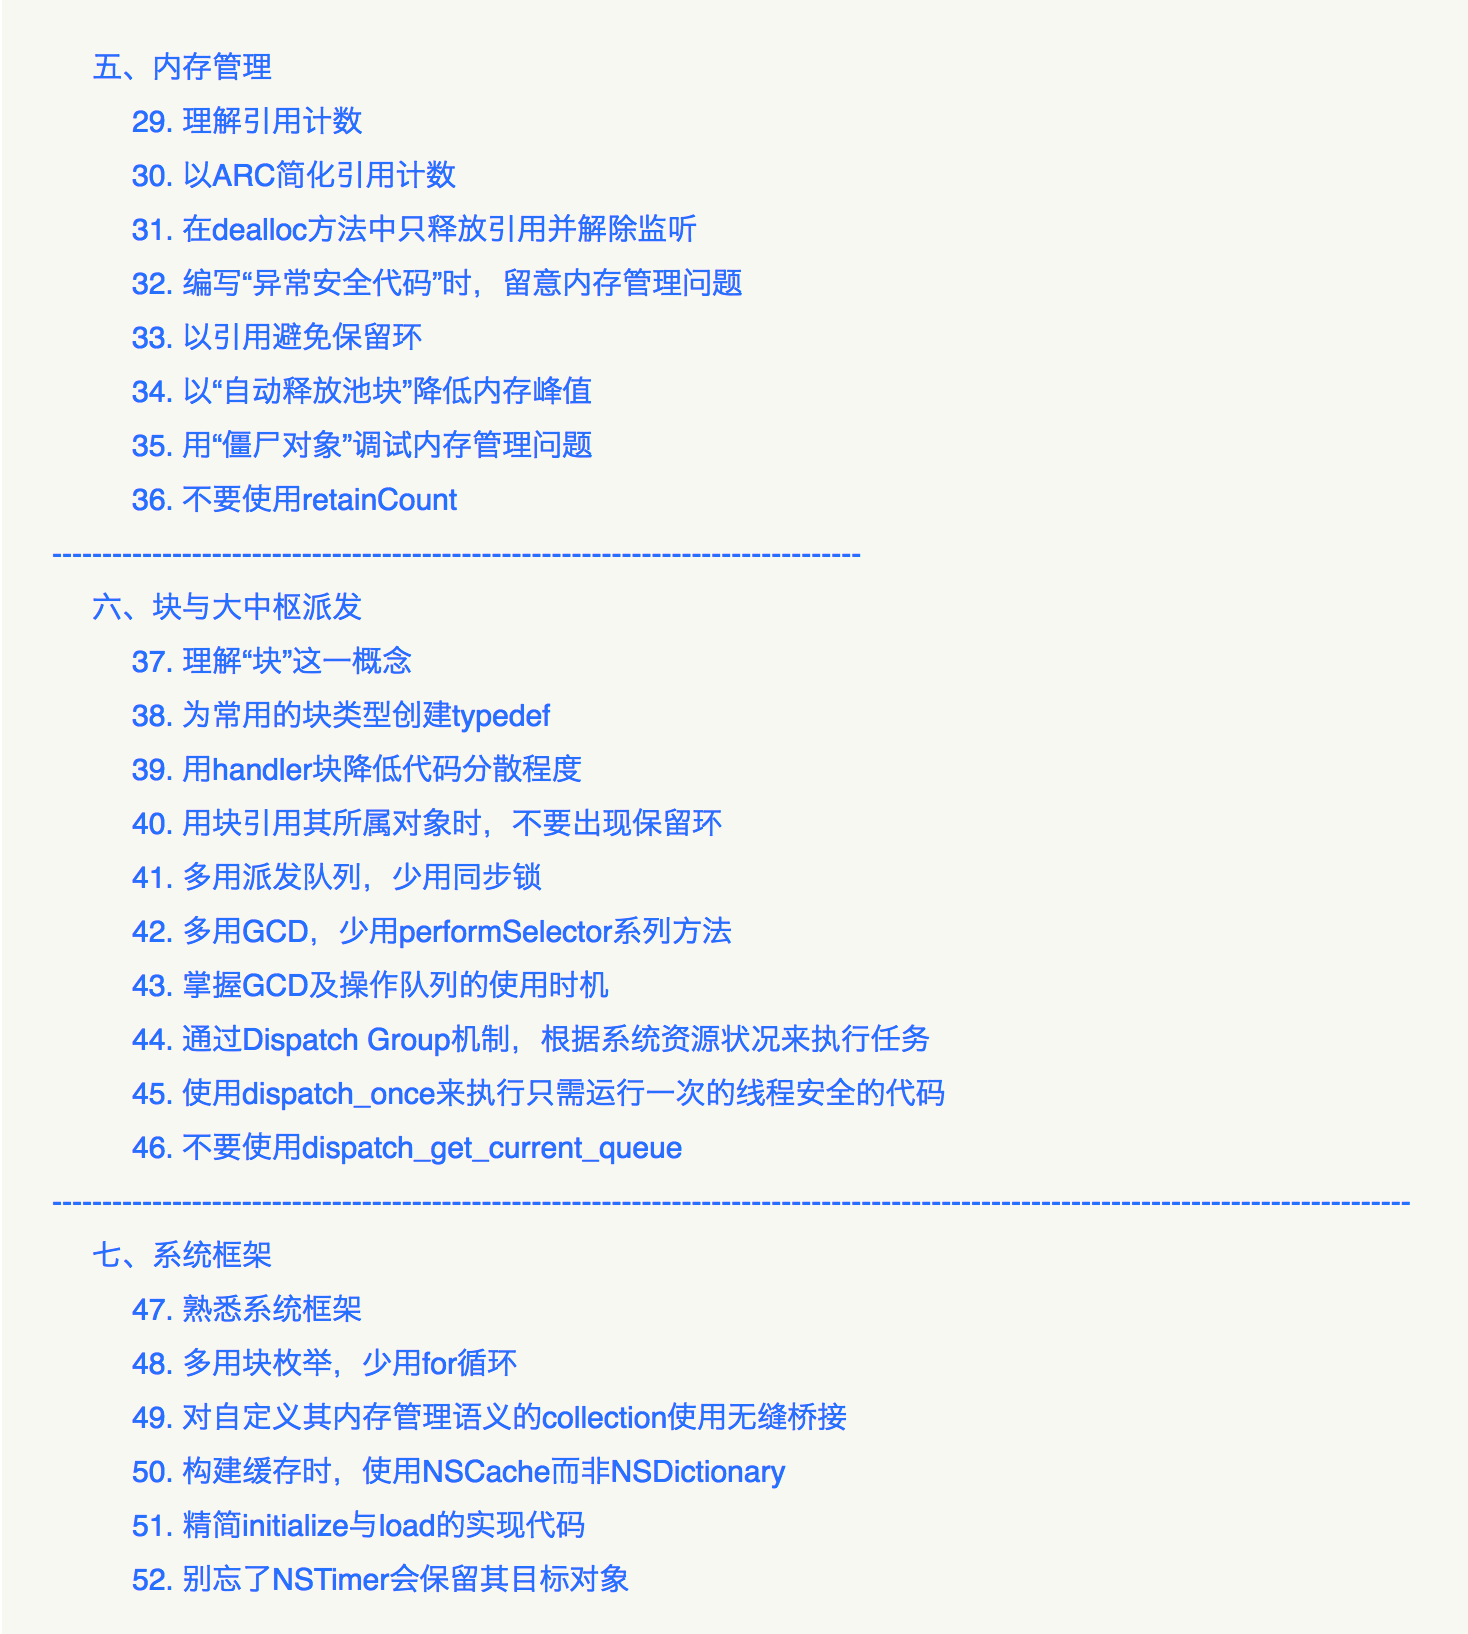 五、内存管理
29. 理解引用计数
30. 以ARC简化引用计数
31. 在dealloc方法中只释放引用并解除监听
32. 编写“异常安全代码”时，留意内存管理问题
33. 以引用避免保留环
34. 以“自动释放池块”降低内存峰值
35. 用“僵尸对象”调试内存管理问题
36. 不要使用retainCount
---------------------------------------------------------------------------------
六、块与大中枢派发
37. 理解“块”这一概念
38. 为常用的块类型创建typedef
39. 用handler块降低代码分散程度
40. 用块引用其所属对象时，不要出现保留环
41. 多用派发队列，少用同步锁
42. 多用GCD，少用performSelector系列方法
43. 掌握GCD及操作队列的使用时机
44. 通过Dispatch Group机制，根据系统资源状况来执行任务
45. 使用dispatch_once来执行只需运行一次的线程安全的代码
46. 不要使用dispatch_get_current_queue
----------------------------------------------------------------------------------------------------------------------------------------
七、系统框架
47. 熟悉系统框架
48. 多用块枚举，少用for循环
49. 对自定义其内存管理语义的collection使用无缝桥接
50. 构建缓存时，使用NSCache而非NSDictionary
51. 精简initialize与load的实现代码
52. 别忘了NSTimer会保留其目标对象